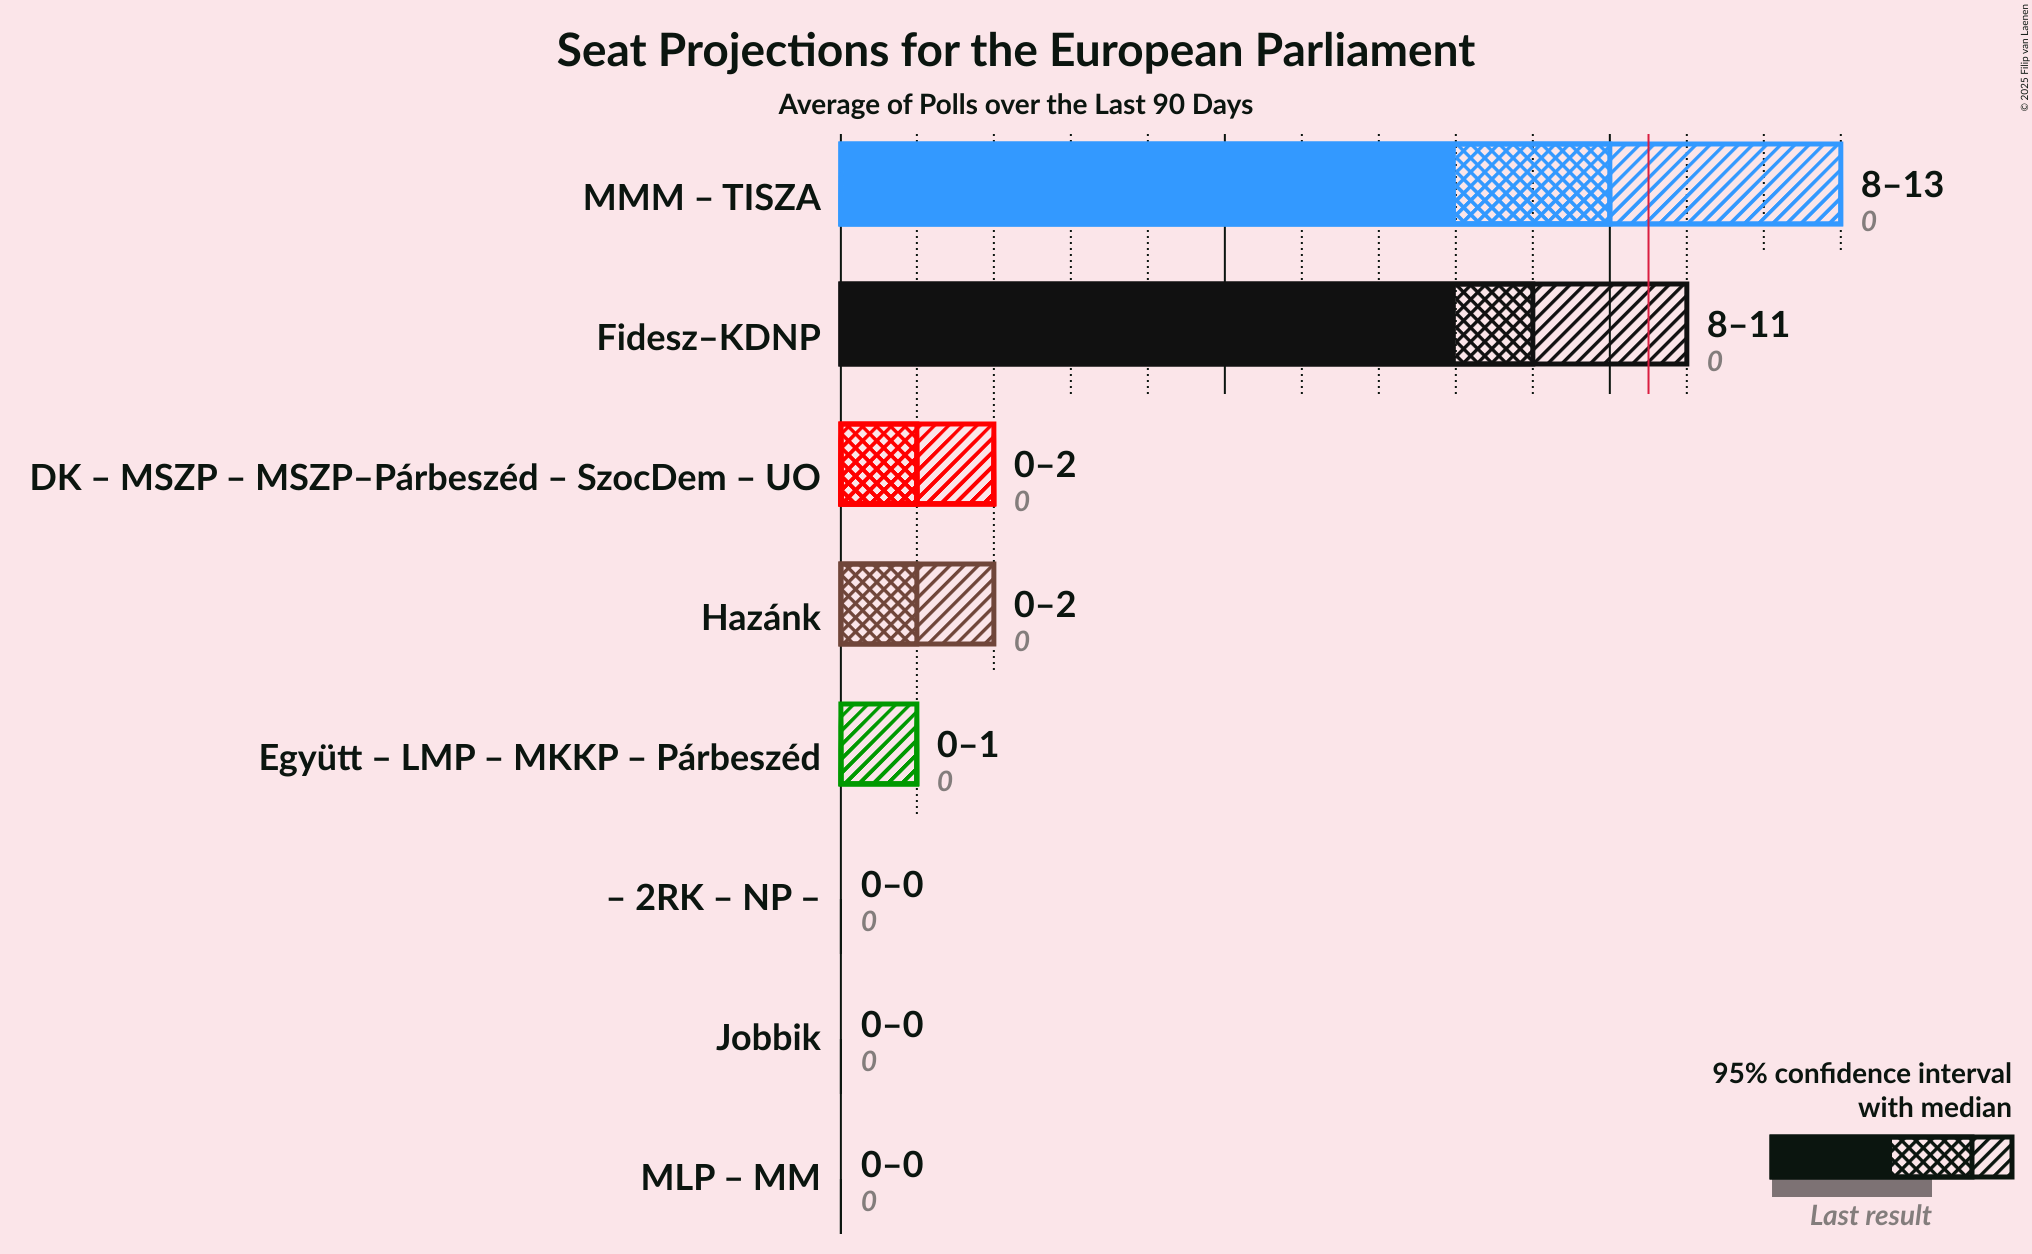 © 2025 Filip van Laenen
Seat Projections for the European Parliament
Average of Polls over the Last 90 Days
MMM – TISZA
8–13
0
Fidesz–KDNP
8–11
0
DK – MSZP – MSZP–Párbeszéd – SzocDem – UO
0–2
0
Hazánk
0–2
0
Együtt – LMP – MKKP – Párbeszéd
0–1
0
– 2RK – NP –
0–0
0
Jobbik
0–0
0
MLP – MM
0–0
0
95% confidence interval
with median
Last result